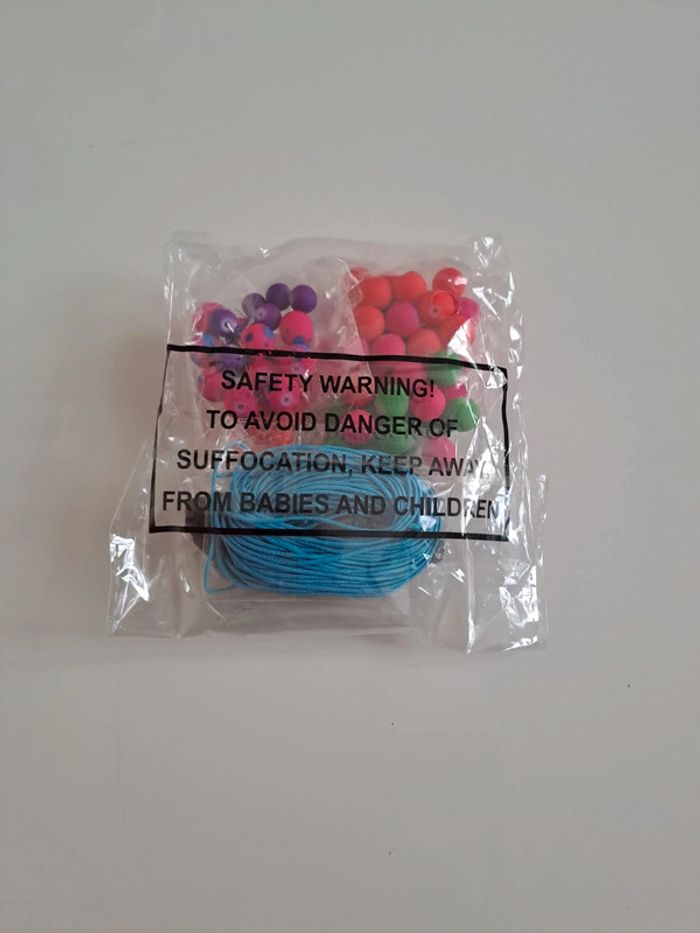 SAFETY WARNING!
TO AVOID DANGER OF
SUFFOCATION, KEEP AWAY
FROM BABIES AND CHILDREN